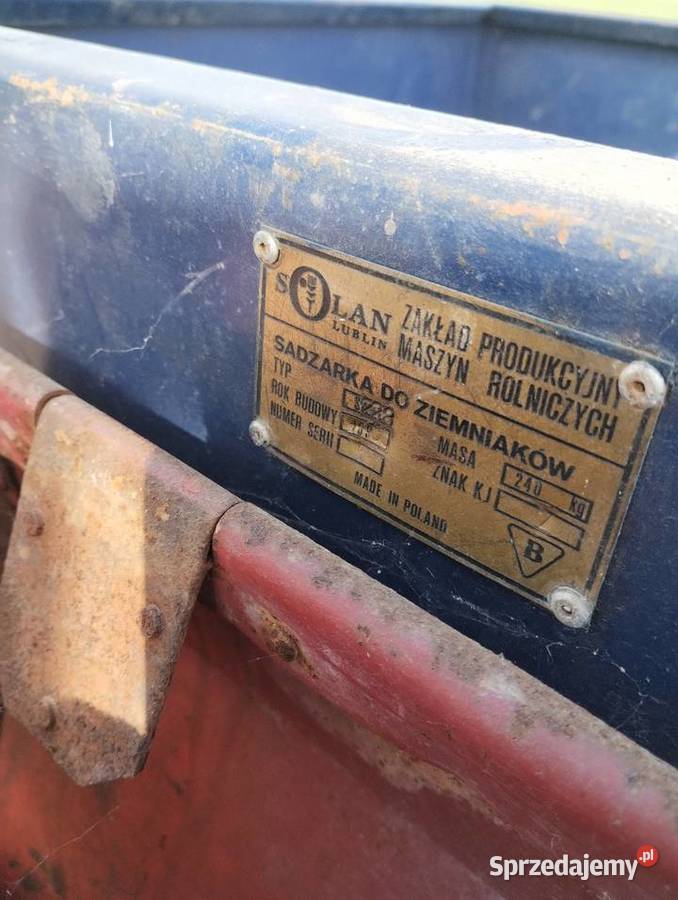 SOLAN
LUBLIN
ZAKŁAD PRODUKCYJNY
MASZYN ROLNICZYCH
SADZARKA DO ZIEMNIAKÓW
TYP
ROK BUDOWY
NUMER SERII
MASA 240 Kg
ZNAK KJ
B
MADE IN POLAND
Sprzedajemy.pl